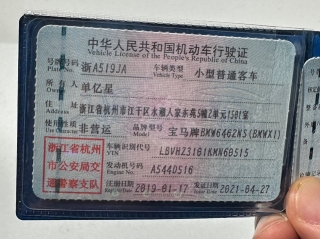 中华人民共和国机动车行驶证
Vehicle License of the People's Republic of China
号牌号码 浙A519JA 车辆类型 小型普通客车
Plate No. Vehicle Type
所有人 单亿星
Owner
住址 浙江省杭州市江干区水湘人家东苑5幢2单元1501室
Address
使用性质 非营运 品牌型号 宝马牌BMW6462NS(BMWX1)
浙江省杭州 车辆识别代号 LBVHZ3101KMN60515
VIN
市公安局交 发动机号码 A5440516
Engine No.
通警察支队 注册日期 2019-01-17 发证日期 2021-04-27